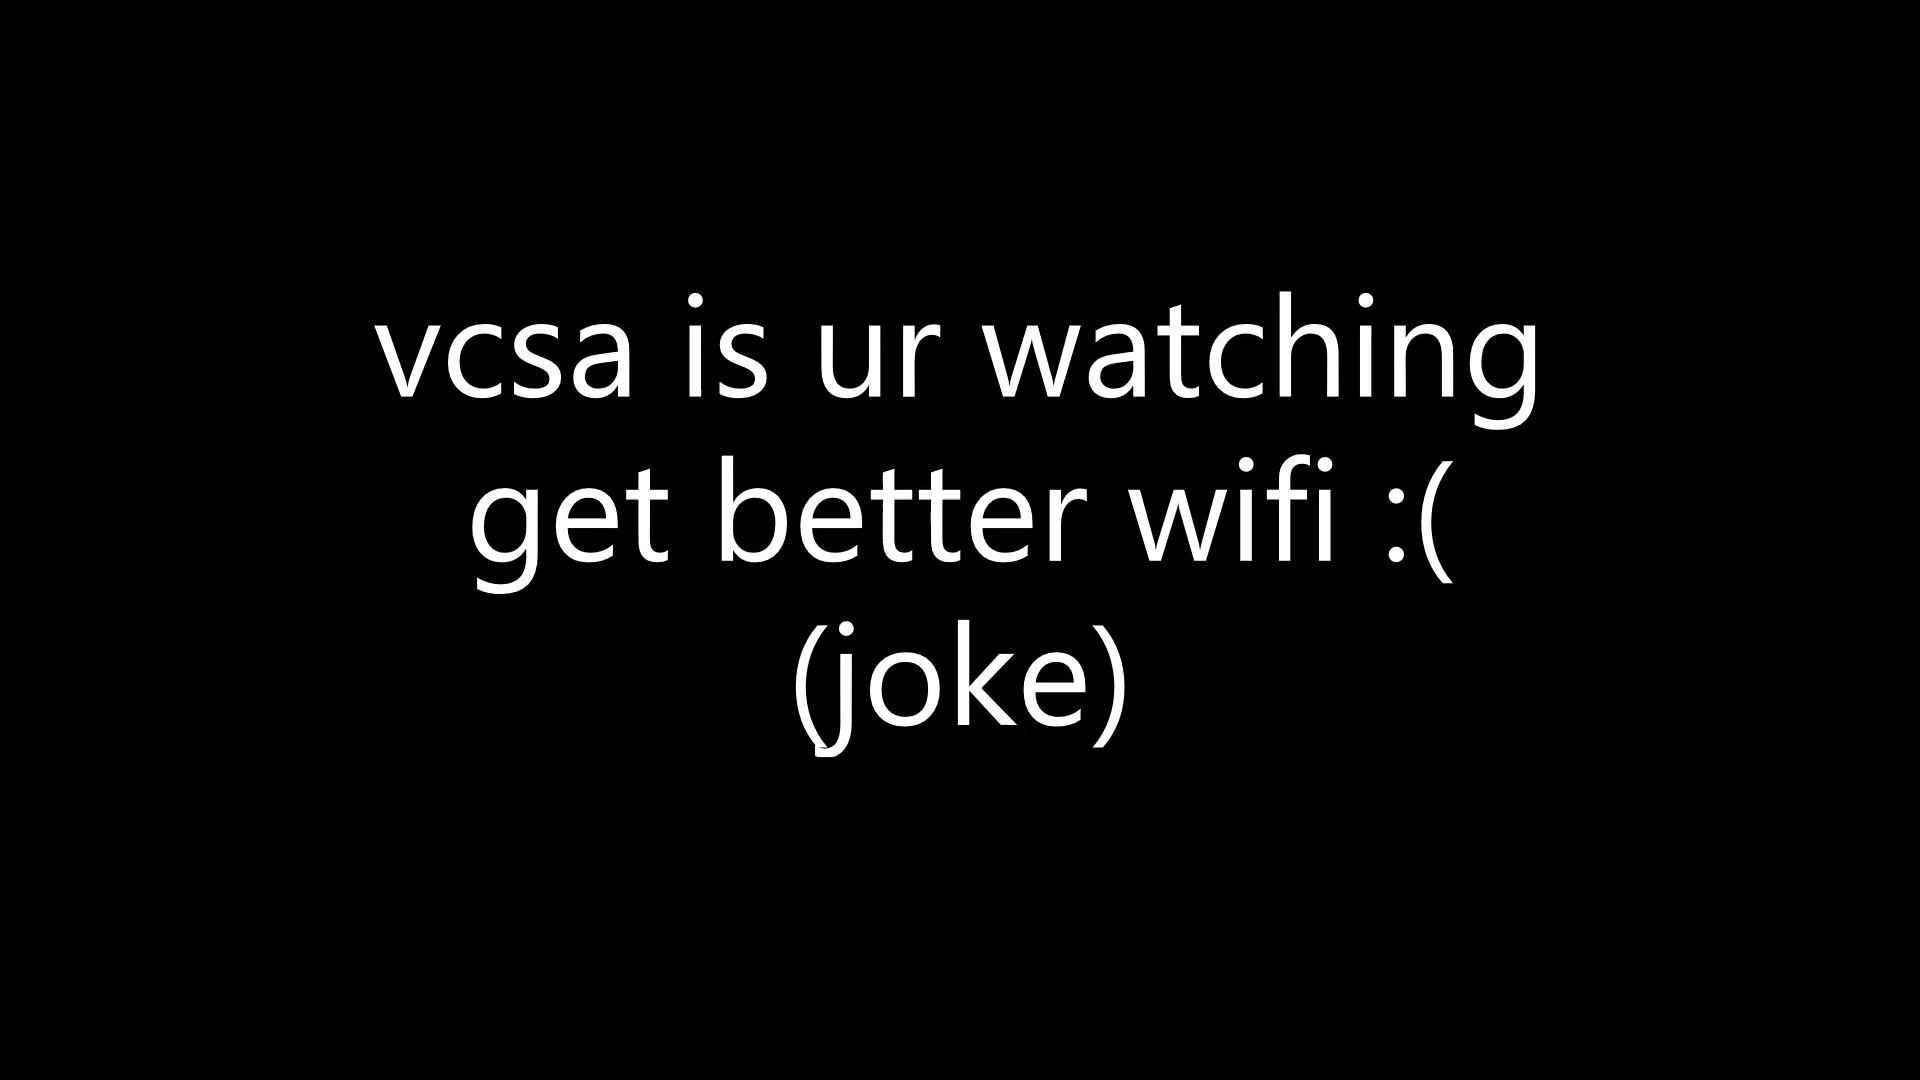 vcsa is ur watching
get better wifi :(
(joke)